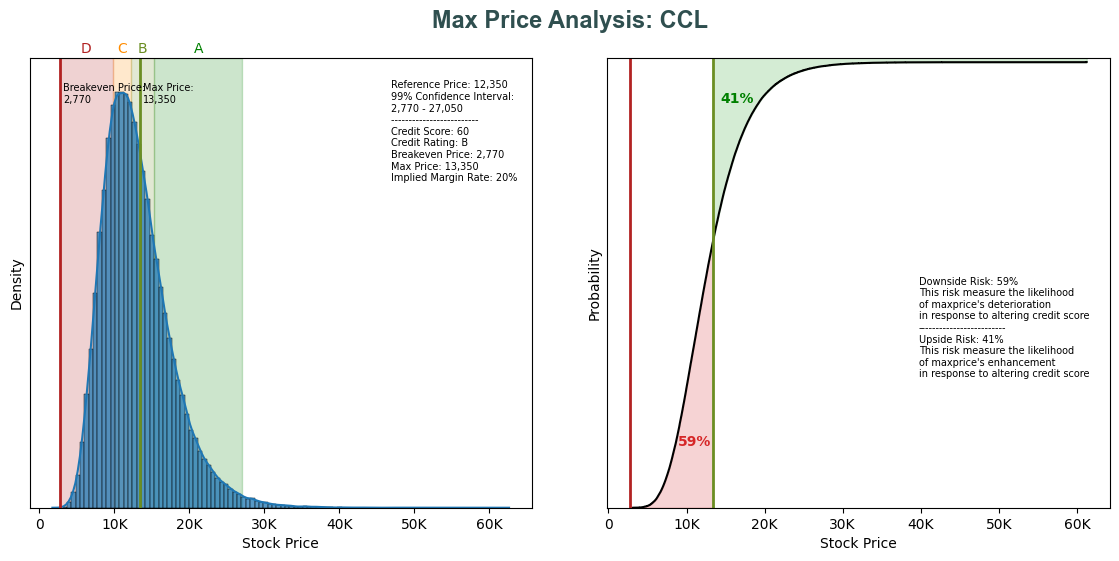 Max Price Analysis: CCL
D C B A
Breakeven Price:
2,770
Max Price:
13,350
Reference Price: 12,350
99% Confidence Interval:
2,770 - 27,050
-------------------------
Credit Score: 60
Credit Rating: B
Breakeven Price: 2,770
Max Price: 13,350
Implied Margin Rate: 20%
Density
0 10K 20K 30K 40K 50K 60K
Stock Price
41%
59%
Downside Risk: 59%
This risk measure the likelihood
of maxprice's deterioration
in response to altering credit score
-------------------------
Upside Risk: 41%
This risk measure the likelihood
of maxprice's enhancement
in response to altering credit score
Probability
0 10K 20K 30K 40K 50K 60K
Stock Price